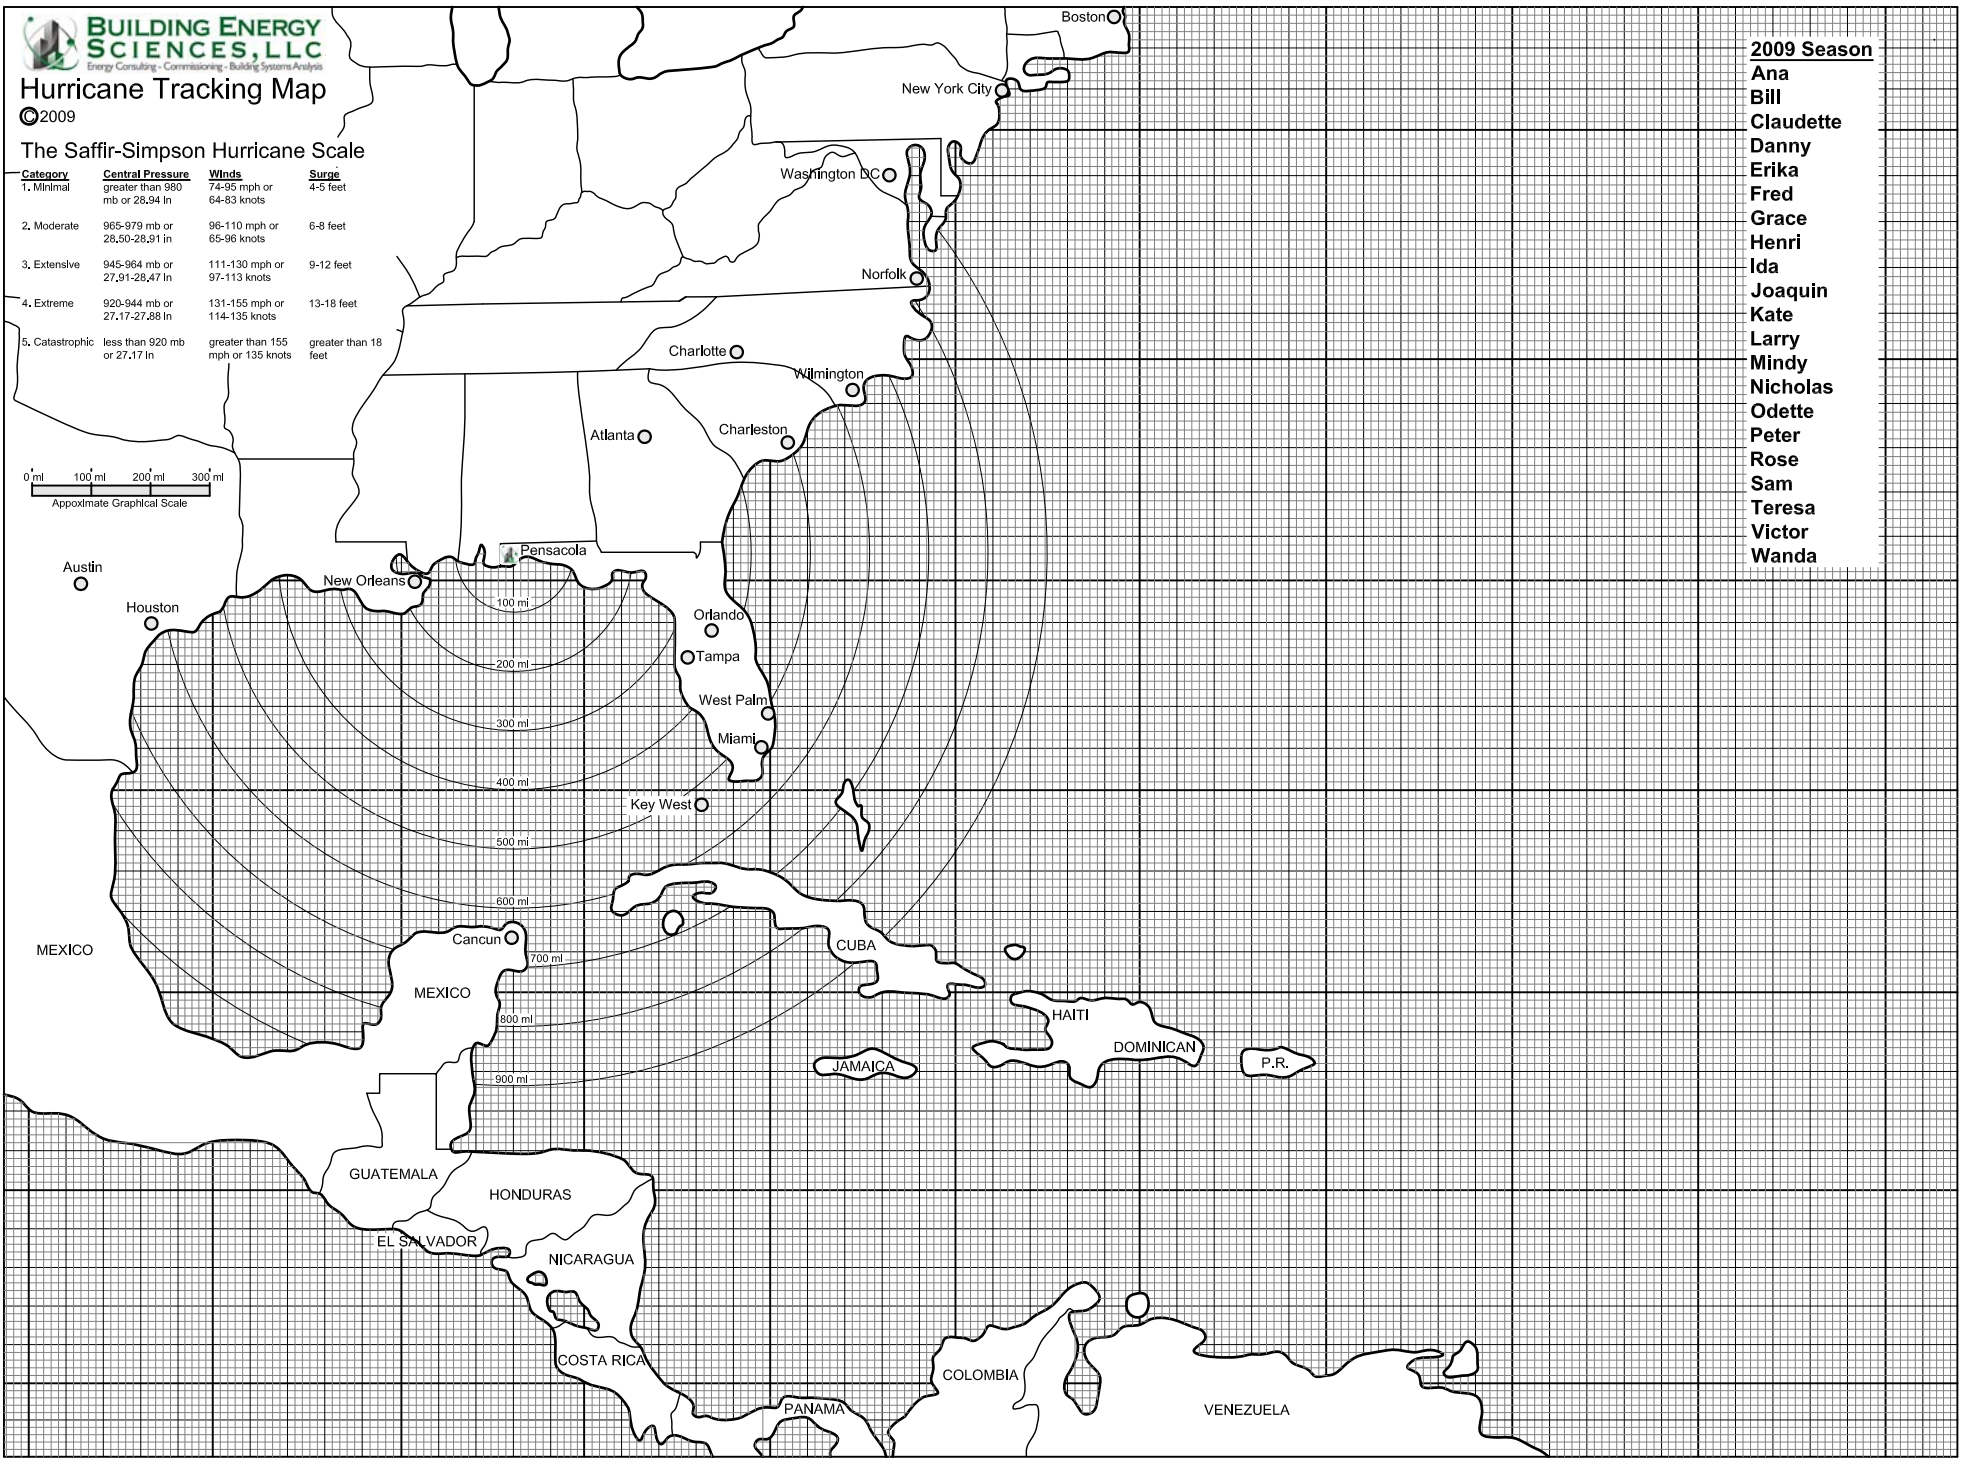 BUILDING ENERGY
SCIENCES, LLC
Energy Consulting - Commissioning - Building Systems Analysis
Hurricane Tracking Map
©2009
The Saffir-Simpson Hurricane Scale
Category Central Pressure Winds Surge
1. Minimal greater than 980 74-95 mph or 4-5 feet
mb or 28.94 in 64-83 knots
2. Moderate 965-979 mb or 96-110 mph or 6-8 feet
28.50-28.91 in 65-96 knots
3. Extensive 945-964 mb or 111-130 mph or 9-12 feet
27.91-28.47 in 97-113 knots
4. Extreme 920-944 mb or 131-155 mph or 13-18 feet
27.17-27.88 in 114-135 knots
5. Catastrophic less than 920 mb greater than 155 greater than 18
or 27.17 in mph or 135 knots feet
0 mi 100 mi 200 mi 300 mi
Appoximate Graphical Scale
2009 Season
Ana
Bill
Claudette
Danny
Erika
Fred
Grace
Henri
Ida
Joaquin
Kate
Larry
Mindy
Nicholas
Odette
Peter
Rose
Sam
Teresa
Victor
Wanda
Boston
New York City
Washington DC
Norfolk
Charlotte
Wilmington
Charleston
Atlanta
Pensacola
New Orleans
Austin
Houston
Orlando
Tampa
West Palm
Miami
Key West
100 mi
200 mi
300 mi
400 mi
500 mi
600 mi
700 mi
800 mi
900 mi
Cancun
MEXICO
MEXICO
CUBA
HAITI
DOMINICAN
P.R.
JAMAICA
GUATEMALA
HONDURAS
EL SALVADOR
NICARAGUA
COSTA RICA
PANAMA
COLOMBIA
VENEZUELA